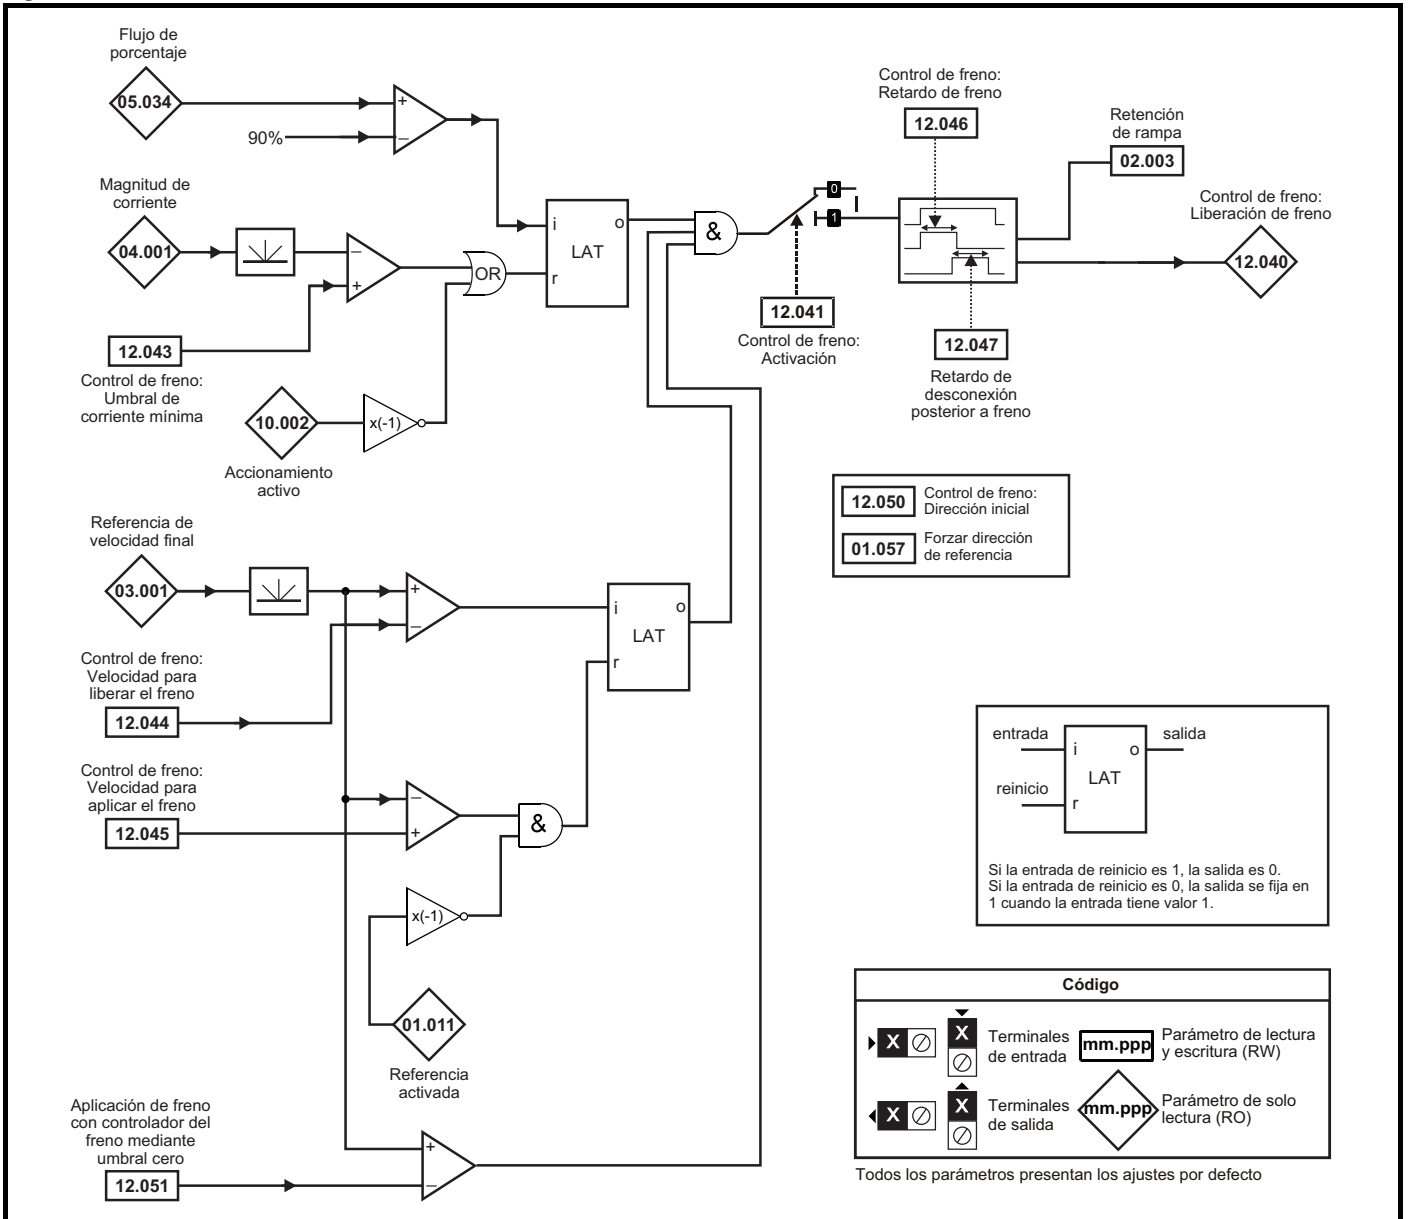 Flujo de
porcentaje
05.034
+
90%
–
Magnitud de
corriente
04.001
–
+
12.043
Control de freno:
Umbral de
corriente mínima
OR
i
o
LAT
r
10.002
x(-1)
Accionamiento
activo
&
0
1
12.041
Control de freno:
Activación
Control de freno:
Retardo de freno
12.046
12.047
Retardo de
desconexión
posterior a freno
Retención
de rampa
02.003
Control de freno:
Liberación de freno
12.040
12.050
Control de freno:
Dirección inicial
01.057
Forzar dirección
de referencia
Referencia de
velocidad final
03.001
+
–
Control de freno:
Velocidad para
liberar el freno
12.044
i
o
LAT
r
Control de freno:
Velocidad para
aplicar el freno
12.045
–
+
&
x(-1)
01.011
Referencia
activada
Aplicación de freno
con controlador del
freno mediante
umbral cero
12.051
+
–
entrada
salida
i
o
LAT
reinicio
r
Si la entrada de reinicio es 1, la salida es 0.
Si la entrada de reinicio es 0, la salida se fija en
1 cuando la entrada tiene valor 1.
Código
X
X
Terminales
de entrada
mm.ppp
Parámetro de lectura
y escritura (RW)
X
X
Terminales
de salida
mm.ppp
Parámetro de solo
lectura (RO)
Todos los parámetros presentan los ajustes por defecto